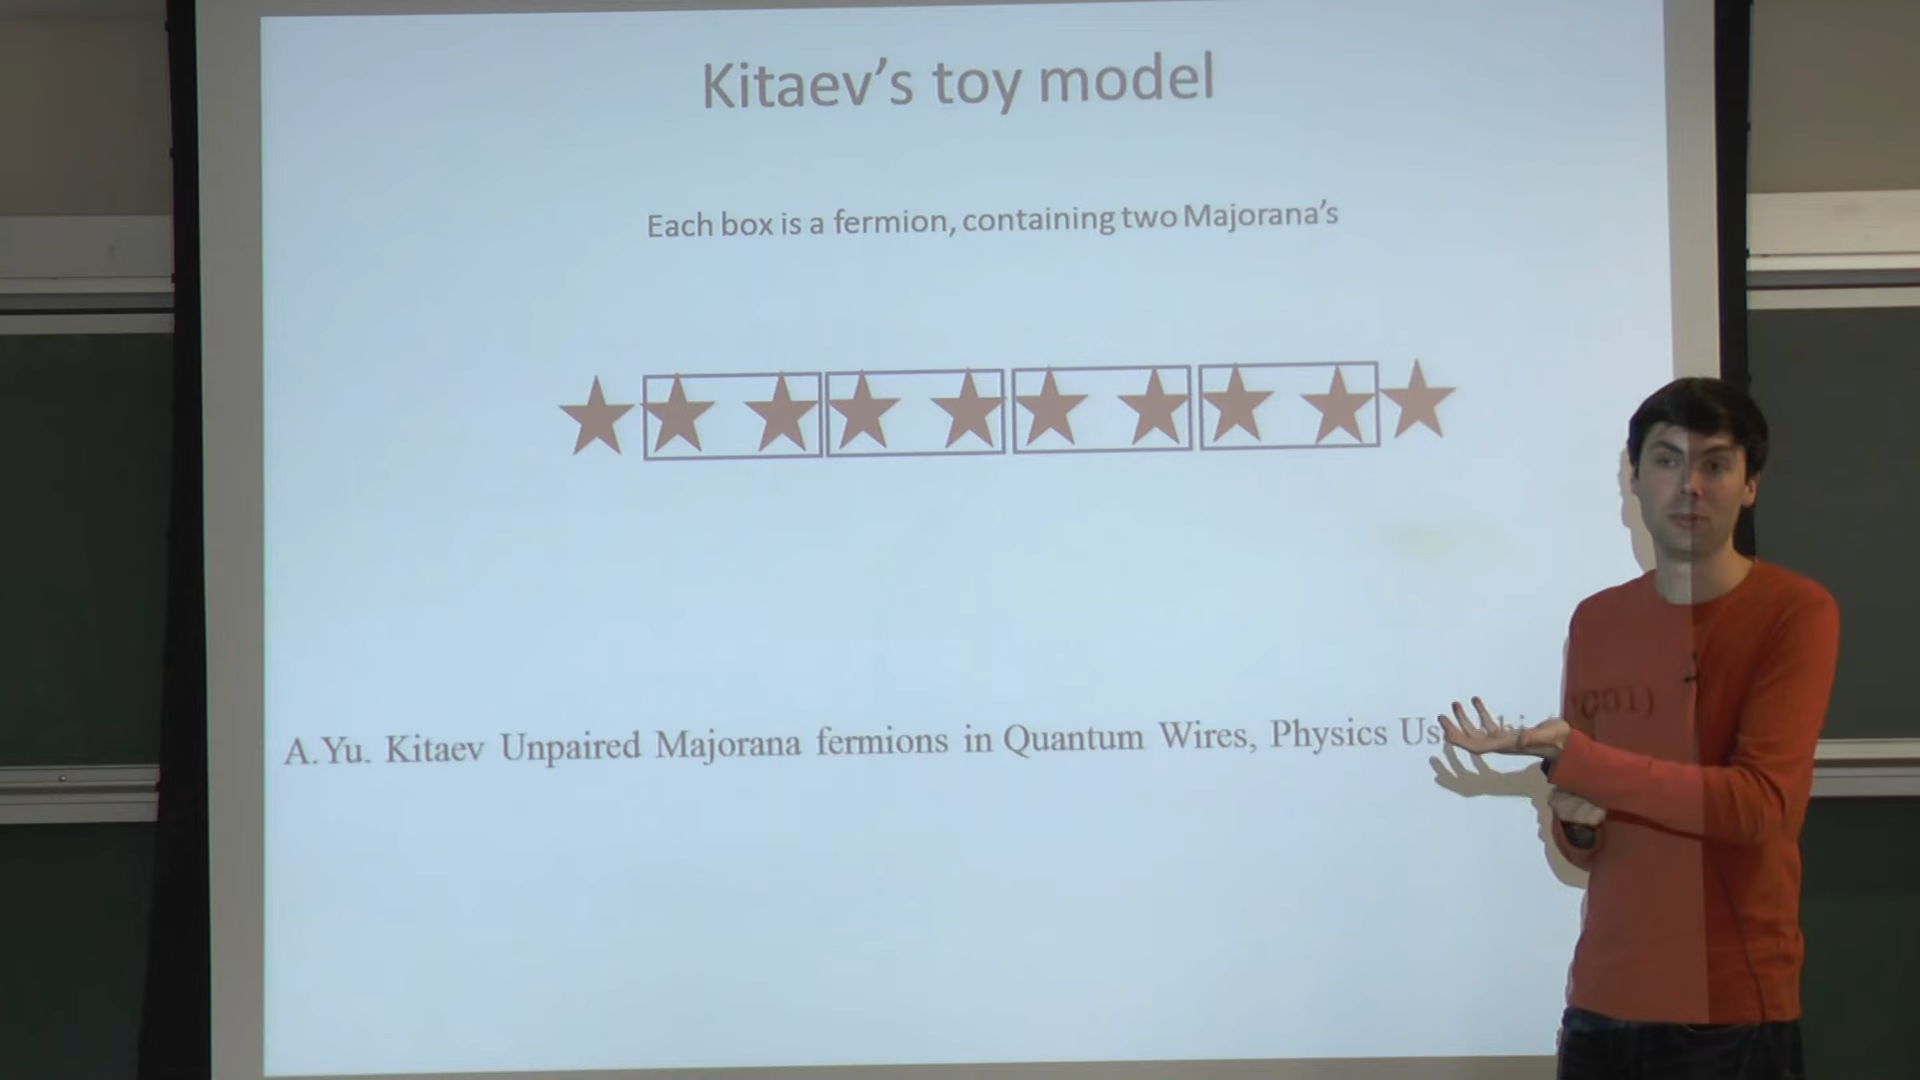 Kitaev's toy model
Each box is a fermion, containing two Majorana's
A.Yu. Kitaev Unpaired Majorana fermions in Quantum Wires, Physics